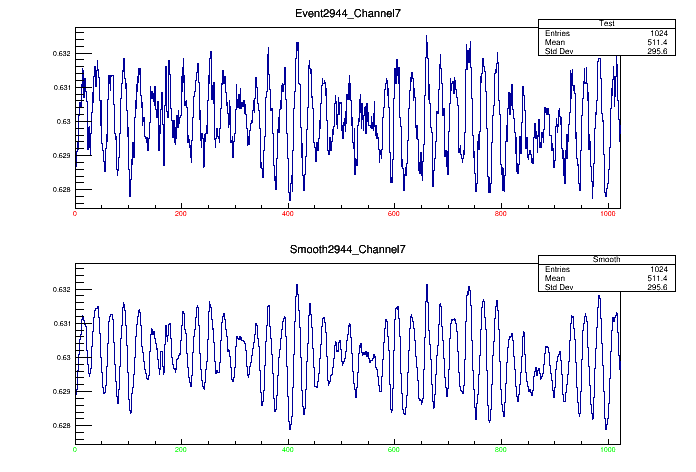 Event2944_Channel7
Test
Entries 1024
Mean 511.4
Std Dev 295.6
0.632
0.631
0.63
0.629
0.628
0 200 400 600 800 1000
Smooth2944_Channel7
Smooth
Entries 1024
Mean 511.4
Std Dev 295.6
0.632
0.631
0.63
0.629
0.628
0 200 400 600 800 1000